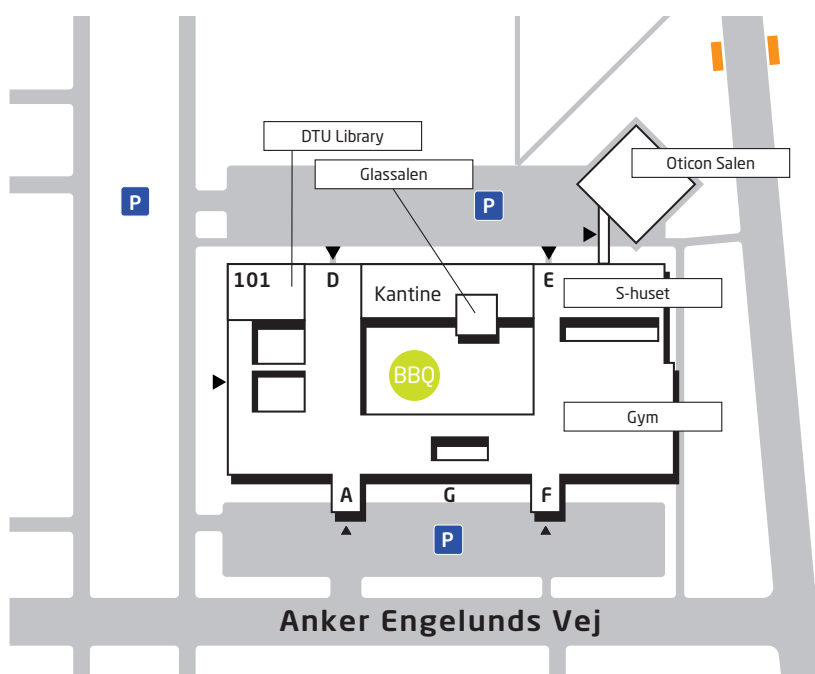 DTU Library
Glassalen
Oticon Salen
P
P
101
D
E
Kantine
S-huset
BBQ
Gym
A
G
F
P
Anker Engelunds Vej